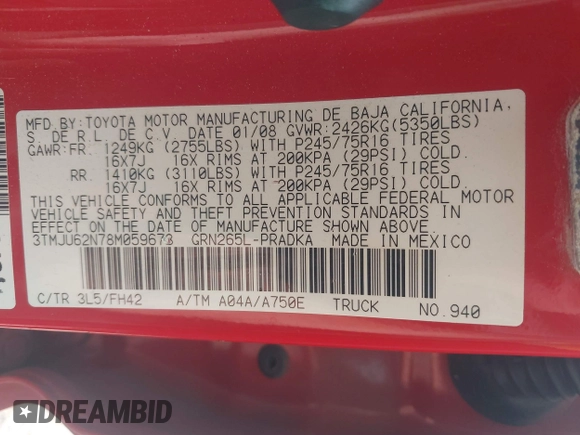 MFD BY:TOYOTA MOTOR MANUFACTURING DE BAJA CALIFORNIA,
S. DE R.L. DE C.V. DATE 01/08 GVWR:2426KG(5350LBS)
GAWR:FR. 1249KG (2755LBS) WITH P245/75R16 TIRES
16X7J 16X RIMS AT 200KPA (29PSI) COLD.
RR. 1410KG (3110LBS) WITH P245/75R16 TIRES
16X7J 16X RIMS AT 200KPA (29PSI) COLD.
THIS VEHICLE CONFORMS TO ALL APPLICABLE FEDERAL MOTOR
VEHICLE SAFETY AND THEFT PREVENTION STANDARDS IN
EFFECT ON THE DATE OF MANUFACTURE SHOWN ABOVE.
3TMJU62N78M059673 GRN265L-PRADKA MADE IN MEXICO
C/TR 3L5/FH42 A/TM A04A/A750E TRUCK NO.940
DREAMBID